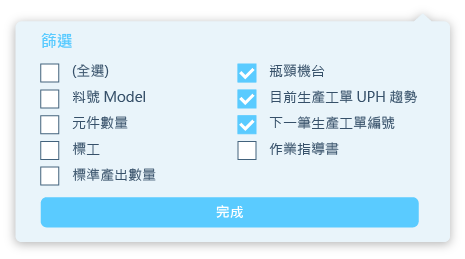 篩選
(全選)
料號 Model
元件數量
標工
標準產出數量
瓶頸機台
目前生產工單 UPH 趨勢
下一筆生產工單編號
作業指導書
完成